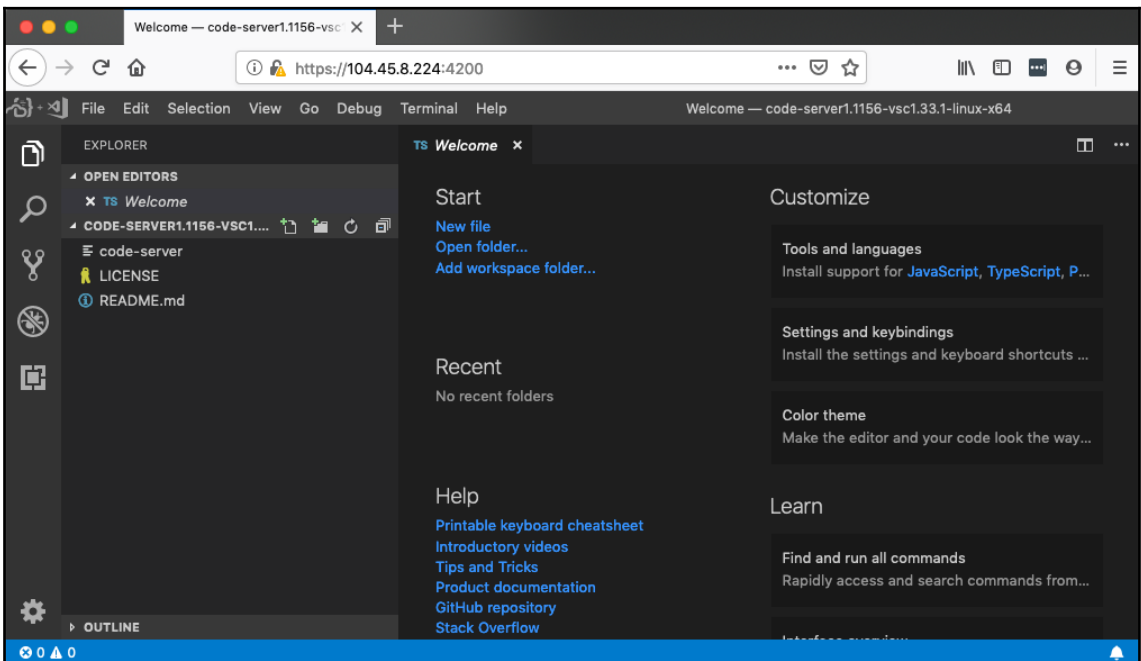 Welcome — code-server1.1156-vsc
https://104.45.8.224:4200
File Edit Selection View Go Debug Terminal Help
Welcome — code-server1.1156-vsc1.33.1-linux-x64
EXPLORER
OPEN EDITORS
TS Welcome
CODE-SERVER1.1156-VSC1....
code-server
LICENSE
README.md
OUTLINE
TS Welcome
Start
New file
Open folder...
Add workspace folder...
Recent
No recent folders
Help
Printable keyboard cheatsheet
Introductory videos
Tips and Tricks
Product documentation
GitHub repository
Stack Overflow
Customize
Tools and languages
Install support for JavaScript, TypeScript, P...
Settings and keybindings
Install the settings and keyboard shortcuts ...
Color theme
Make the editor and your code look the way...
Learn
Find and run all commands
Rapidly access and search commands from...
Interface overview
0 0